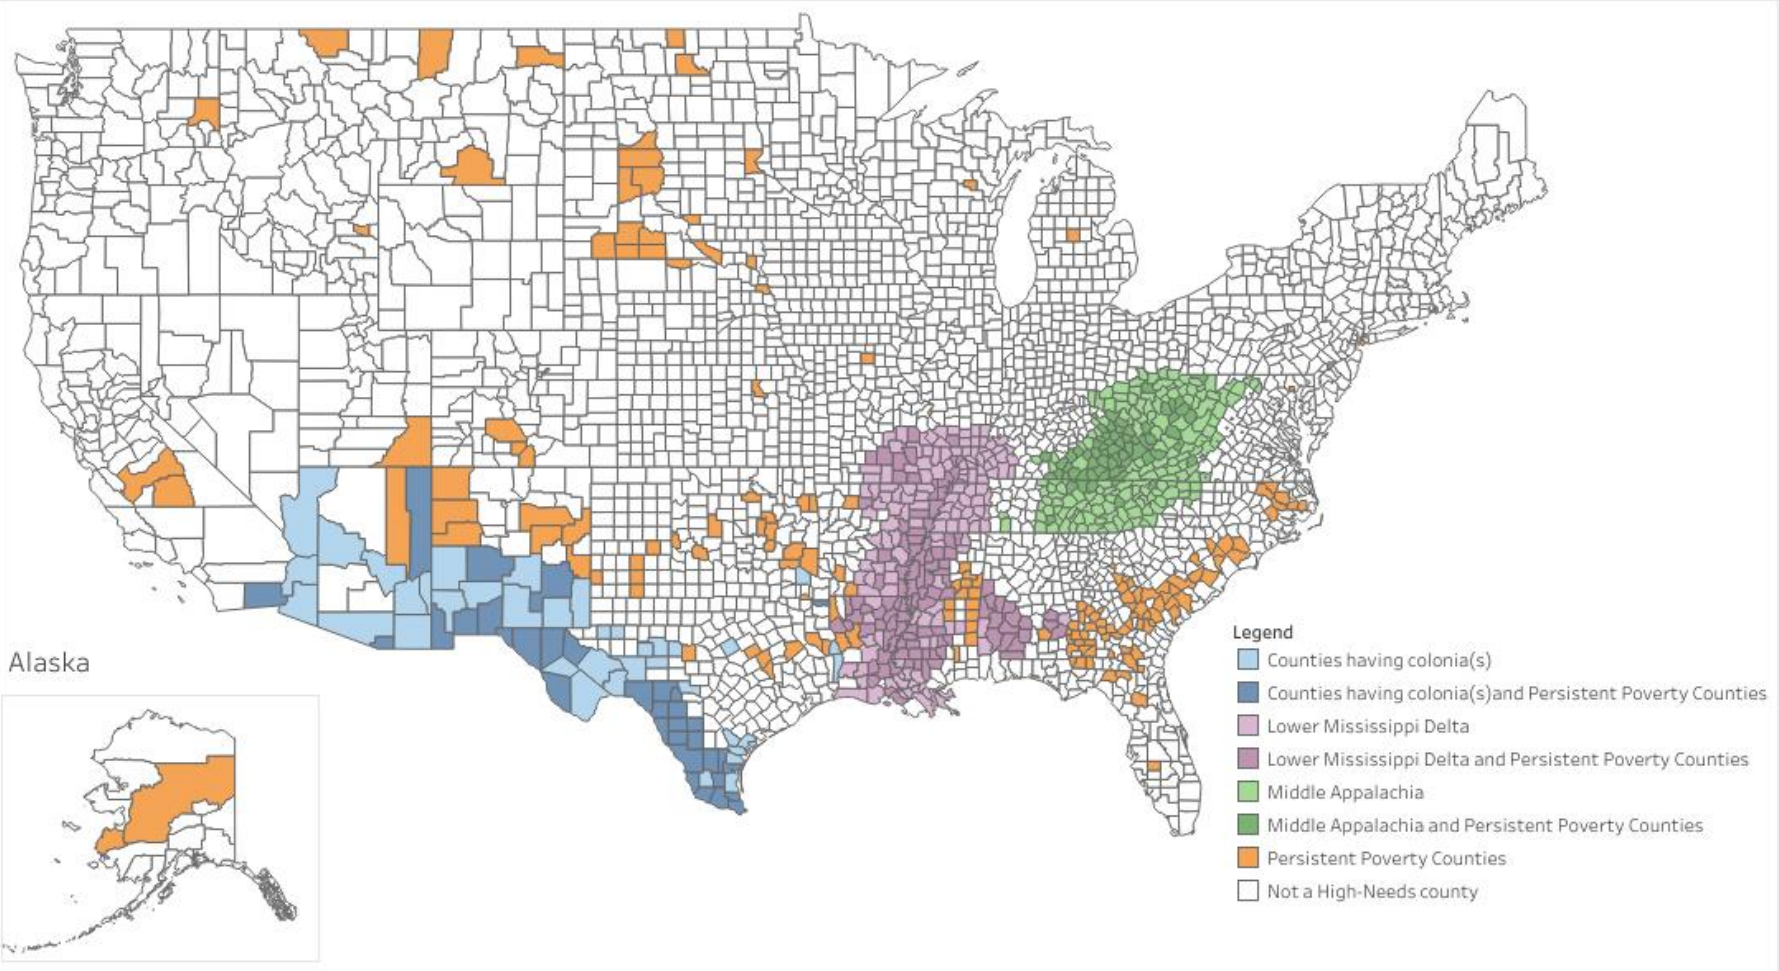 Alaska
Legend
Counties having colonia(s)
Counties having colonia(s)and Persistent Poverty Counties
Lower Mississippi Delta
Lower Mississippi Delta and Persistent Poverty Counties
Middle Appalachia
Middle Appalachia and Persistent Poverty Counties
Persistent Poverty Counties
Not a High-Needs county